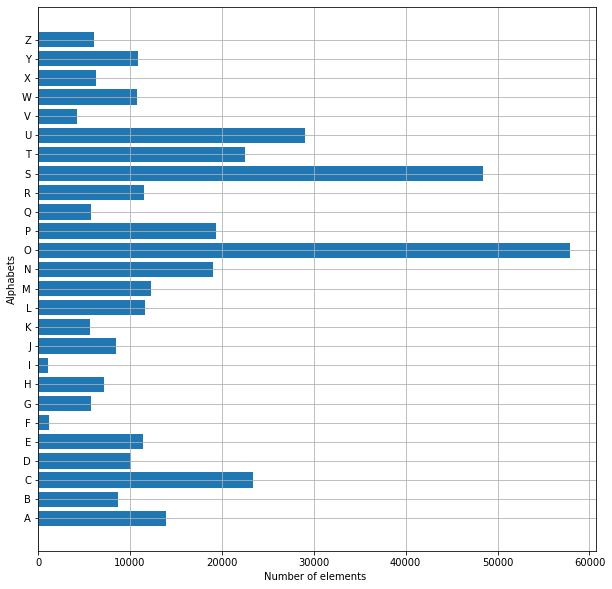 Z
Y
X
W
V
U
T
S
R
Q
P
O
N
M
L
K
J
I
H
G
F
E
D
C
B
A
Alphabets
0 10000 20000 30000 40000 50000 60000
Number of elements